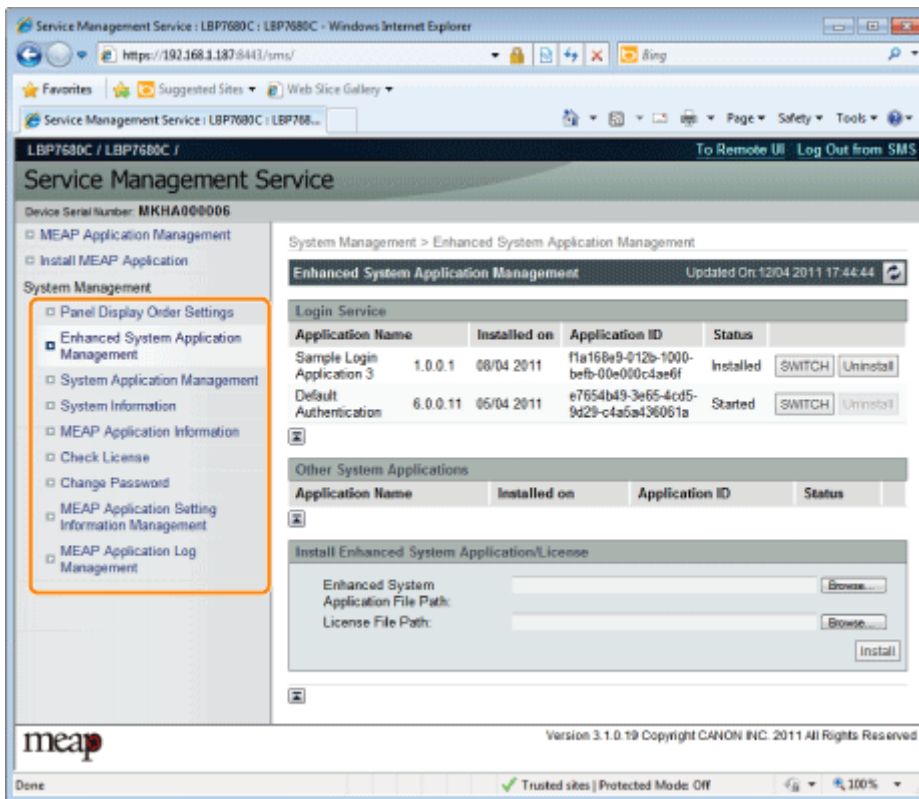 Service Management Service : LBP7680C : LBP7680C - Windows Internet Explorer
https://192.168.1.187:8443/sms/
Bing
Favorites Suggested Sites Web Slice Gallery
Service Management Service : LBP7680C : LBP768...
Page Safety Tools
LBP7680C / LBP7680C /
To Remote UI Log Out from SMS
Service Management Service
Device Serial Number: MKHA000006
MEAP Application Management
Install MEAP Application
System Management
Panel Display Order Settings
Enhanced System Application
Management
System Application Management
System Information
MEAP Application Information
Check License
Change Password
MEAP Application Setting
Information Management
MEAP Application Log
Management
System Management > Enhanced System Application Management
Enhanced System Application Management Updated On:12/04 2011 17:44:44
Login Service
Application Name Installed on Application ID Status
Sample Login
Application 3 1.0.0.1 08/04 2011 f1a168e9-012b-1000-
befb-00e000c4ae6f Installed SWITCH Uninstall
Default
Authentication 6.0.0.11 05/04 2011 e7654b49-3e65-4cd5-
9d29-c4a5a436061a Started SWITCH Uninstall
Other System Applications
Application Name Installed on Application ID Status
Install Enhanced System Application/License
Enhanced System
Application File Path: Browse...
License File Path: Browse...
Install
meap
Version 3.1.0.19 Copyright CANON INC. 2011 All Rights Reserved
Done
Trusted sites | Protected Mode: Off
100%